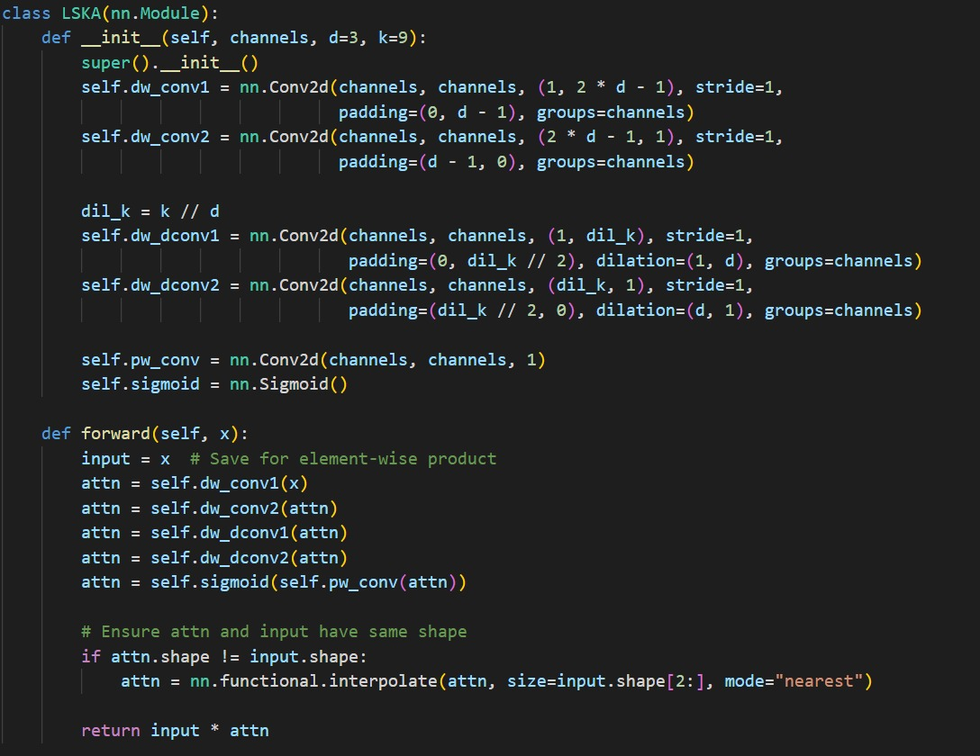 class LSKA(nn.Module):
    def __init__(self, channels, d=3, k=9):
        super().__init__()
        self.dw_conv1 = nn.Conv2d(channels, channels, (1, 2 * d - 1), stride=1,
                                  padding=(0, d - 1), groups=channels)
        self.dw_conv2 = nn.Conv2d(channels, channels, (2 * d - 1, 1), stride=1,
                                  padding=(d - 1, 0), groups=channels)

        dil_k = k // d
        self.dw_dconv1 = nn.Conv2d(channels, channels, (1, dil_k), stride=1,
                                   padding=(0, dil_k // 2), dilation=(1, d), groups=channels)
        self.dw_dconv2 = nn.Conv2d(channels, channels, (dil_k, 1), stride=1,
                                   padding=(dil_k // 2, 0), dilation=(d, 1), groups=channels)

        self.pw_conv = nn.Conv2d(channels, channels, 1)
        self.sigmoid = nn.Sigmoid()

    def forward(self, x):
        input = x  # Save for element-wise product
        attn = self.dw_conv1(x)
        attn = self.dw_conv2(attn)
        attn = self.dw_dconv1(attn)
        attn = self.dw_dconv2(attn)
        attn = self.sigmoid(self.pw_conv(attn))

        # Ensure attn and input have same shape
        if attn.shape != input.shape:
            attn = nn.functional.interpolate(attn, size=input.shape[2:], mode="nearest")

        return input * attn